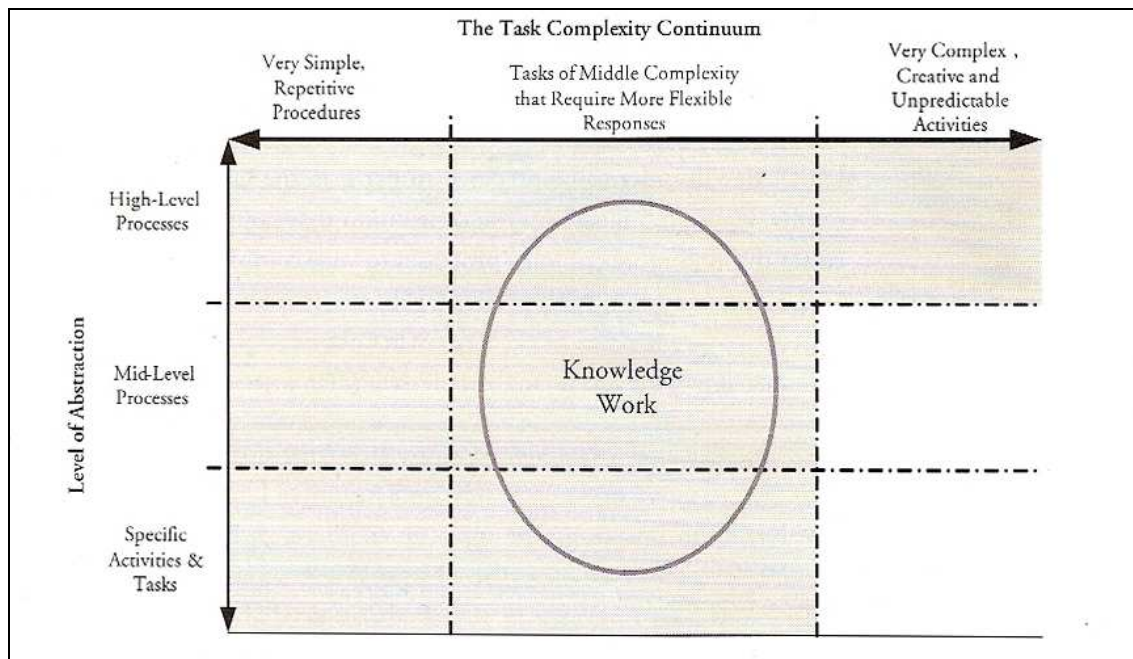 The Task Complexity Continuum
Very Simple,
Repetitive
Procedures
Tasks of Middle Complexity
that Require More Flexible
Responses
Very Complex ,
Creative and
Unpredictable
Activities
High-Level
Processes
Level of Abstraction
Mid-Level
Processes
Knowledge
Work
Specific
Activities &
Tasks